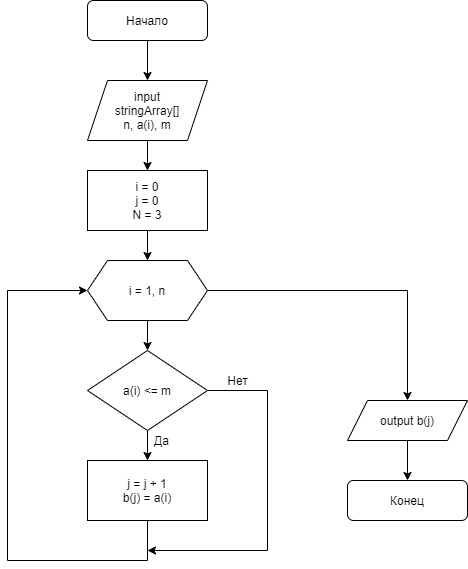 Начало
input
stringArray[]
n, a(i), m
i = 0
j = 0
N = 3
i = 1, n
a(i) <= m
Нет
Да
j = j + 1
b(j) = a(i)
output b(j)
Конец